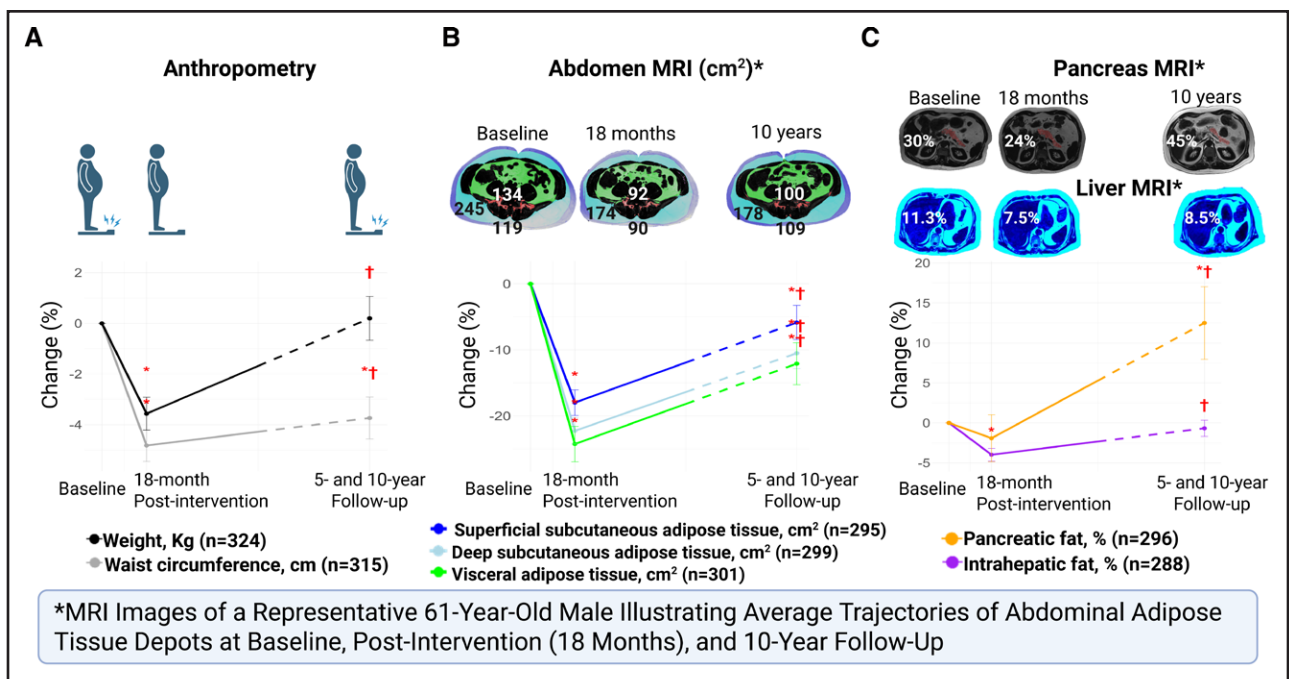 A
Anthropometry
2
0
-2
-4
Change (%)
†
*
*
*†
Baseline
18-month
Post-intervention
5- and 10-year
Follow-up
Weight, Kg (n=324)
Waist circumference, cm (n=315)
B
Abdomen MRI (cm²)*
Baseline
18 months
10 years
134
245
119
92
174
90
100
178
109
0
-10
-20
Change (%)
*
*
*†
*†
*†
18-month
Baseline
Post-intervention
5- and 10-year
Follow-up
Superficial subcutaneous adipose tissue, cm² (n=295)
Deep subcutaneous adipose tissue, cm² (n=299)
Visceral adipose tissue, cm² (n=301)
C
Pancreas MRI*
Baseline
18 months
10 years
30%
24%
45%
Liver MRI*
11.3%
7.5%
8.5%
20
15
10
5
0
-5
Change (%)
*
*†
†
Baseline
18-month
Post-intervention
5- and 10-year
Follow-up
Pancreatic fat, % (n=296)
Intrahepatic fat, % (n=288)
*MRI Images of a Representative 61-Year-Old Male Illustrating Average Trajectories of Abdominal Adipose
Tissue Depots at Baseline, Post-Intervention (18 Months), and 10-Year Follow-Up